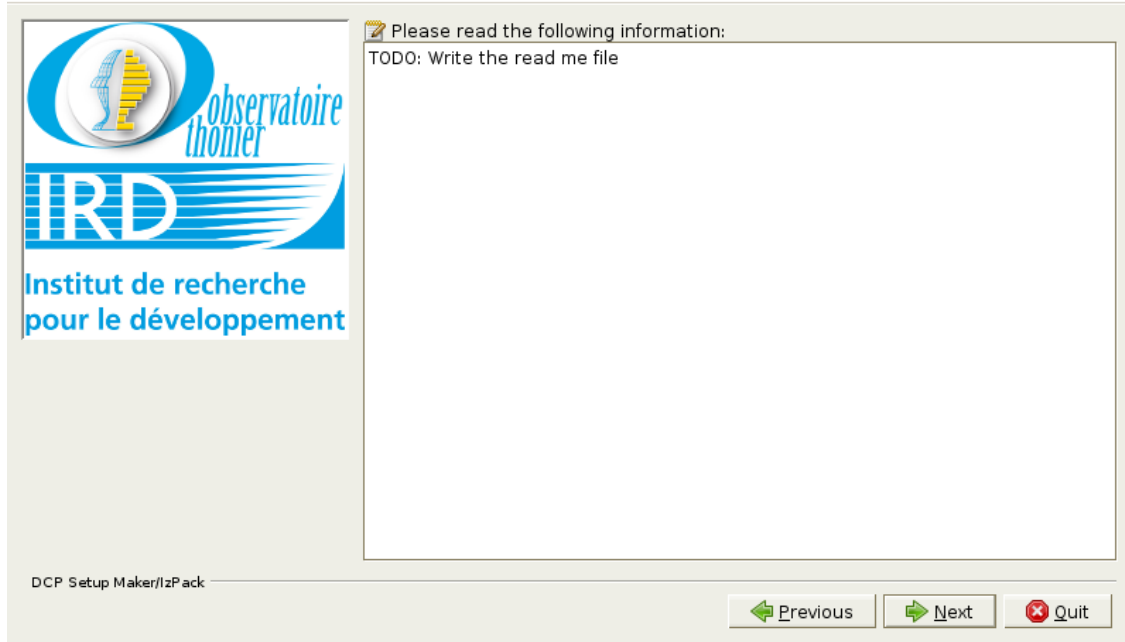 Observatoire
thonier
IRD
Institut de recherche
pour le développement
Please read the following information:
TODO: Write the read me file
DCP Setup Maker/IzPack
Previous
Next
Quit